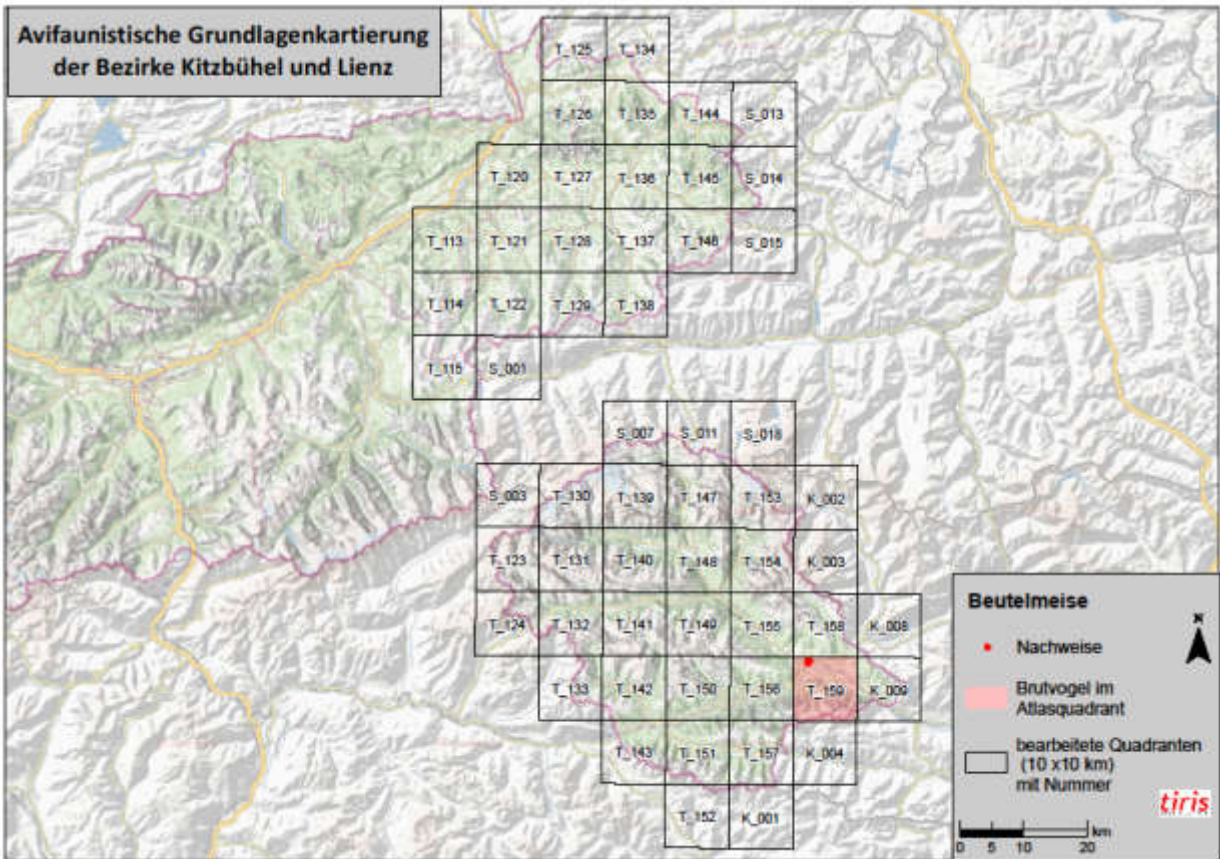 Avifaunistische Grundlagenkartierung
der Bezirke Kitzbühel und Lienz
T_125 T_134
T_126 T_135 T_144 S_013
T_120 T_127 T_136 T_145 S_014
T_113 T_121 T_128 T_137 T_146 S_015
T_114 T_122 T_129 T_138
T_115 S_001
S_007 S_011 S_018
S_003 T_130 T_139 T_147 T_153 K_002
T_123 T_131 T_140 T_148 T_154 K_003
T_124 T_132 T_141 T_149 T_155 T_158 K_008
T_133 T_142 T_150 T_156 T_159 K_009
T_143 T_151 T_157 K_004
T_152 K_001
Beutelmeise
N
Nachweise
Brutvogel im
Atlasquadrant
bearbeitete Quadranten
(10 x10 km)
mit Nummer
tiris
km
0 5 10 20